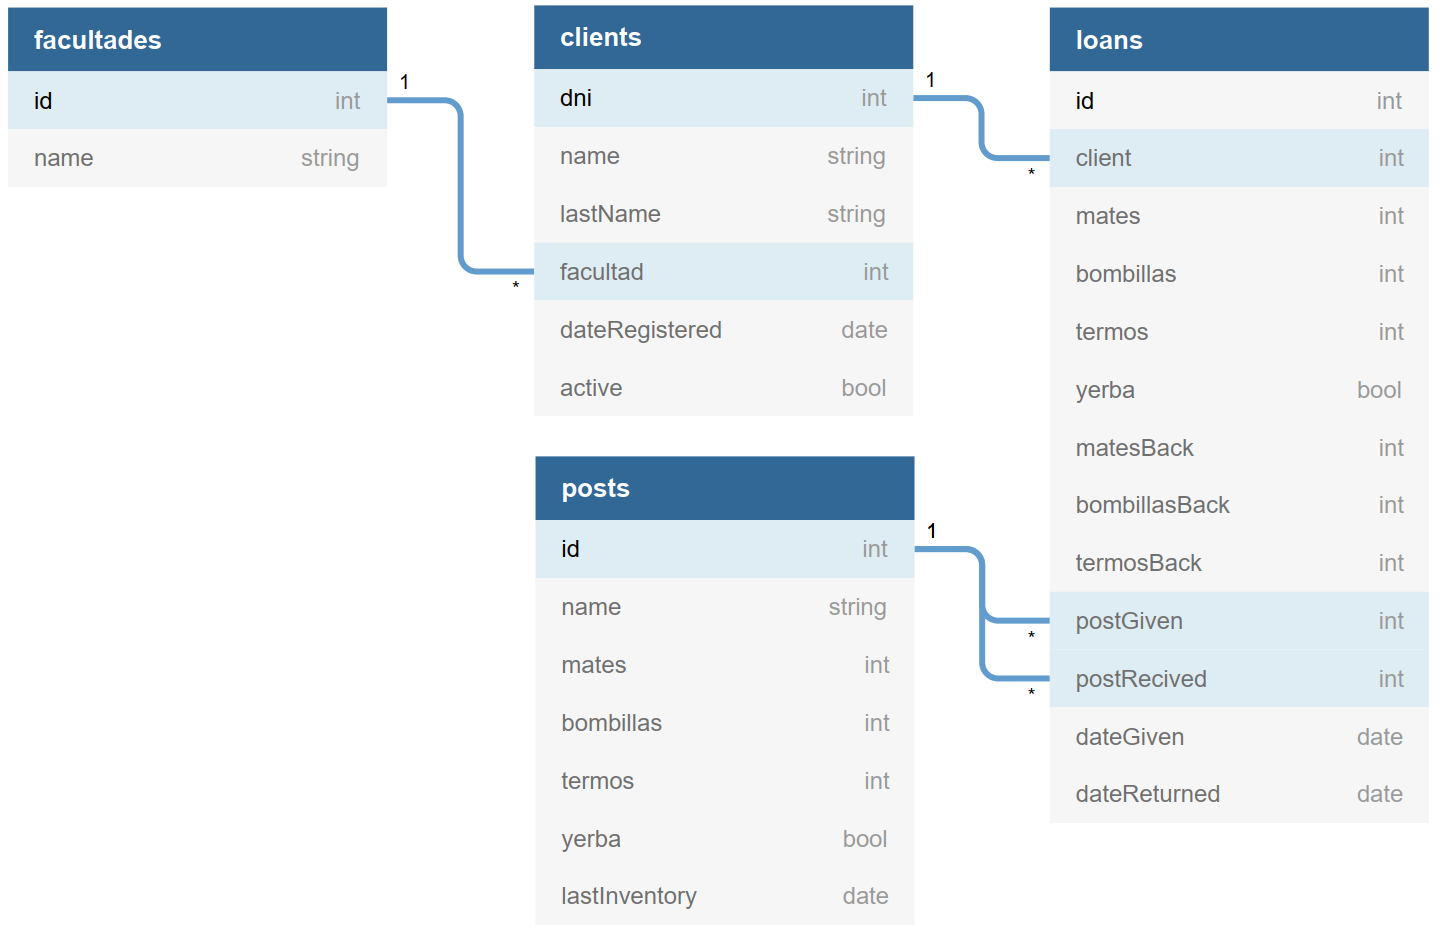 facultades
id int
name string
1
*
clients
dni int
name string
lastName string
facultad int
dateRegistered date
active bool
1
*
posts
id int
name string
mates int
bombillas int
termos int
yerba bool
lastInventory date
1
*
*
loans
id int
client int
mates int
bombillas int
termos int
yerba bool
matesBack int
bombillasBack int
termosBack int
postGiven int
postRecived int
dateGiven date
dateReturned date